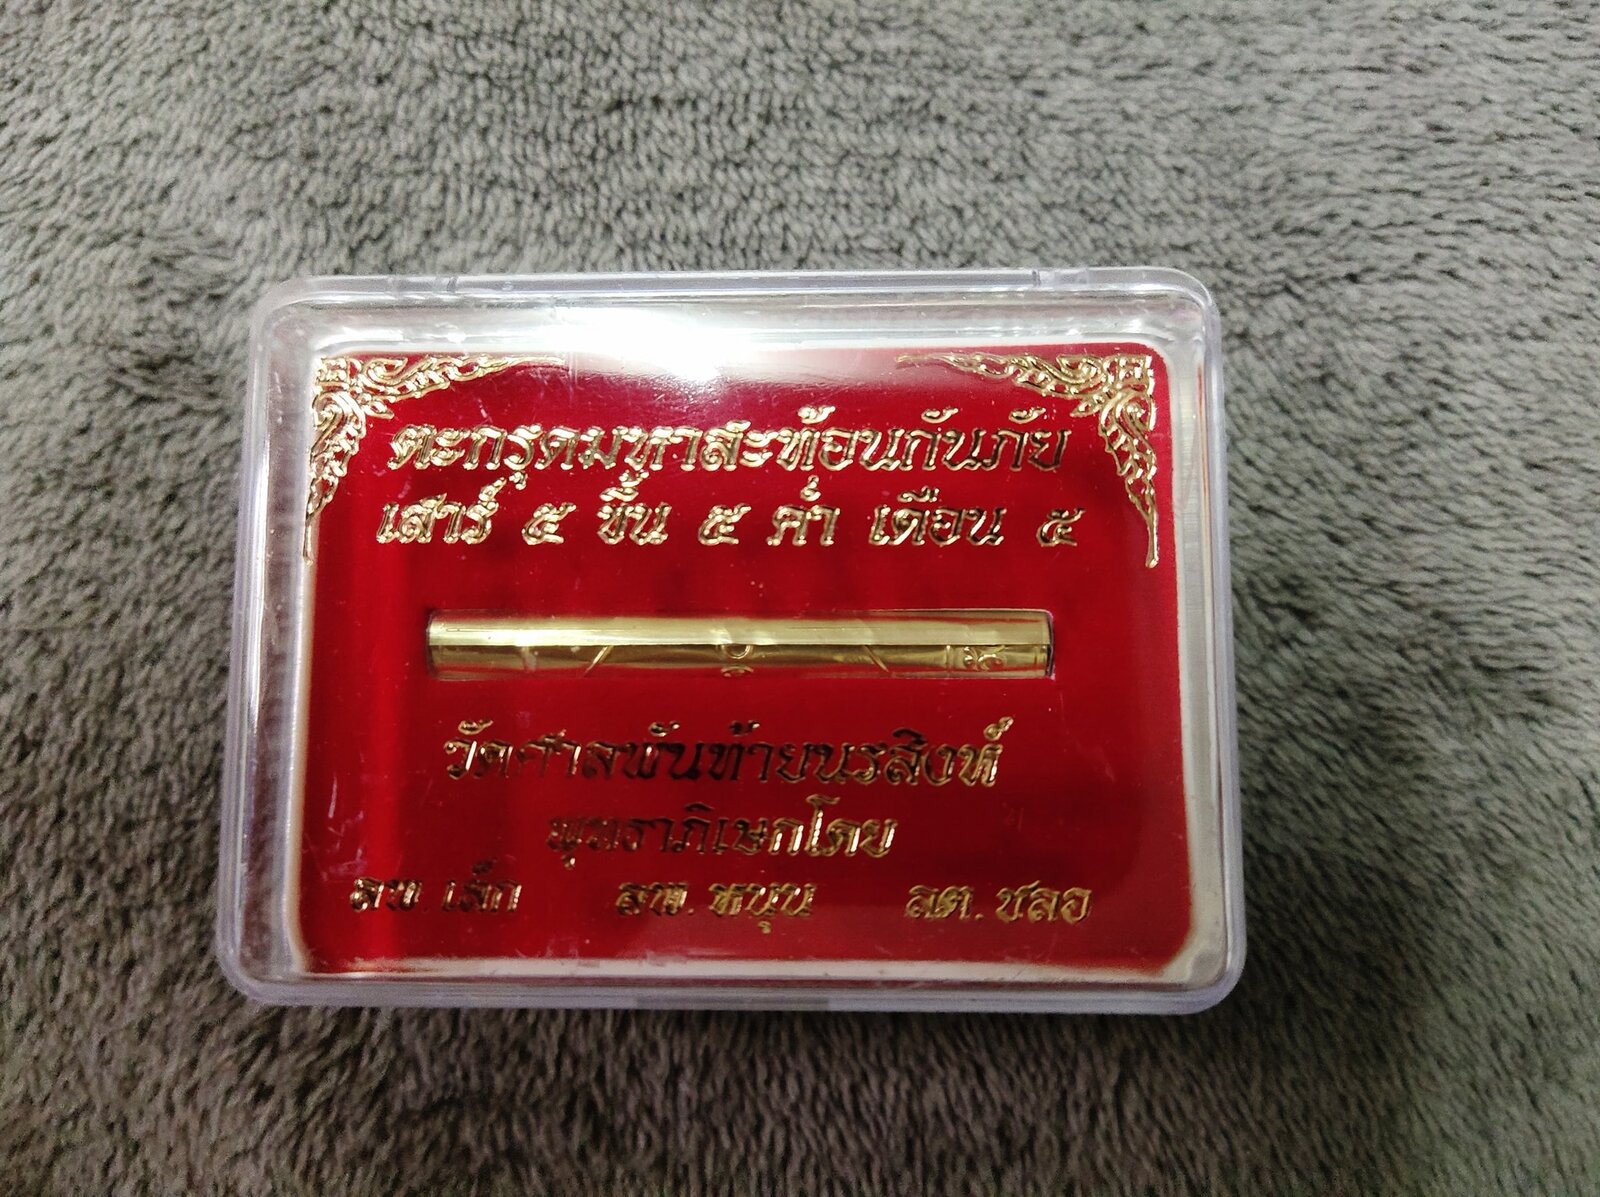 ตะกรุดมหาสะท้อนกันภัย
เสาร์ ๕ ขึ้น ๕ ค่ำ เดือน ๕
วัดศาลพันท้ายนรสิงห์
พุทธาภิเษกโดย
ลพ. เล็ก ลพ. หนุน ลต. ชลอ